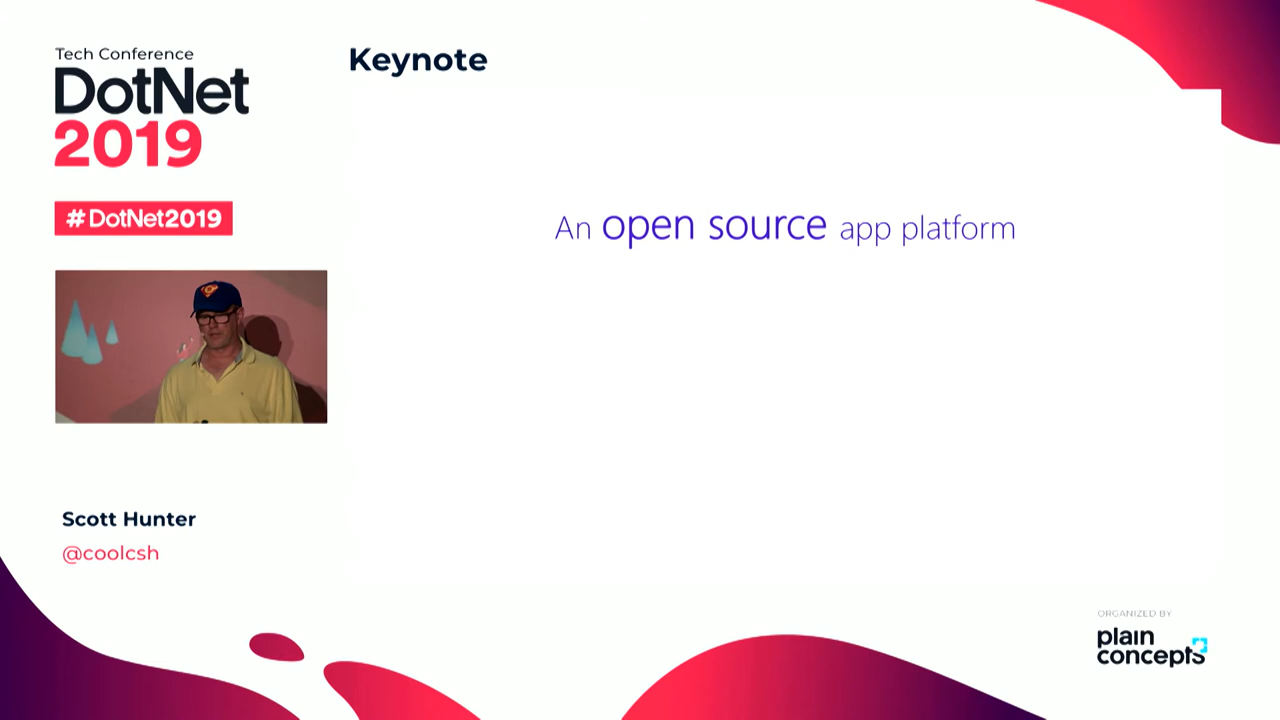 Tech Conference
DotNet
2019
#DotNet2019
Keynote
An open source app platform
Scott Hunter
@coolcsh
ORGANIZED BY
plain
concepts